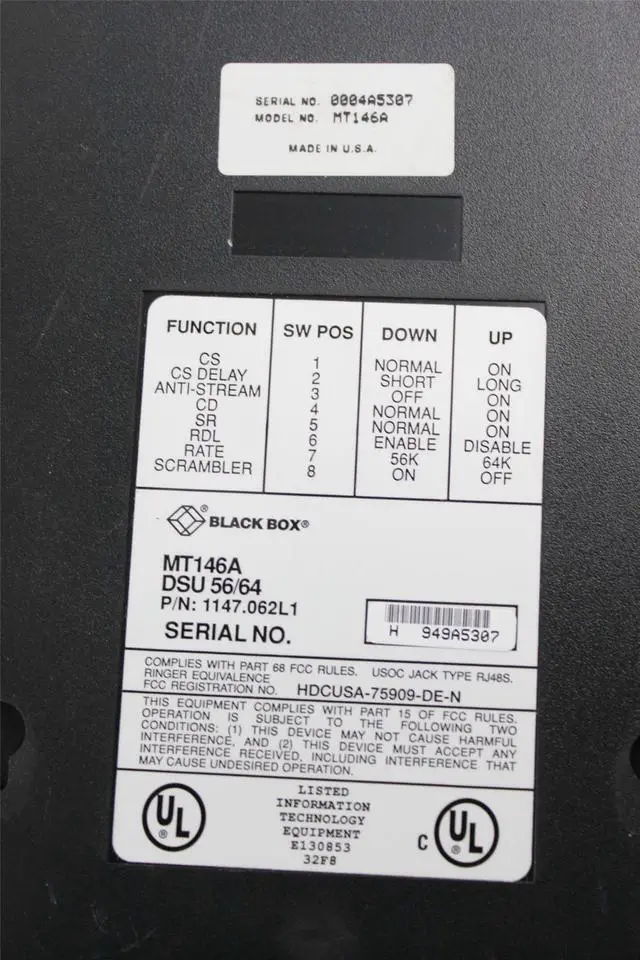 SERIAL NO. 0004A5307
MODEL NO. MT146A
MADE IN U.S.A.
FUNCTION SW POS DOWN UP
CS 1 NORMAL ON
CS DELAY 2 SHORT LONG
ANTI-STREAM 3 OFF ON
CD 4 NORMAL ON
SR 5 NORMAL ON
RDL 6 ENABLE DISABLE
RATE 7 56K 64K
SCRAMBLER 8 ON OFF
® BLACK BOX®
MT146A
DSU 56/64
P/N: 1147.062L1
SERIAL NO. H 949A5307
COMPLIES WITH PART 68 FCC RULES. USOC JACK TYPE RJ48S.
RINGER EQUIVALENCE
FCC REGISTRATION NO. HDCUSA-75909-DE-N
THIS EQUIPMENT COMPLIES WITH PART 15 OF FCC RULES.
OPERATION IS SUBJECT TO THE FOLLOWING TWO
CONDITIONS: (1) THIS DEVICE MAY NOT CAUSE HARMFUL
INTERFERENCE, AND (2) THIS DEVICE MUST ACCEPT ANY
INTERFERENCE RECEIVED, INCLUDING INTERFERENCE THAT
MAY CAUSE UNDESIRED OPERATION.
UL ®
LISTED
INFORMATION
TECHNOLOGY
EQUIPMENT
E130853
32F8
C UL ®